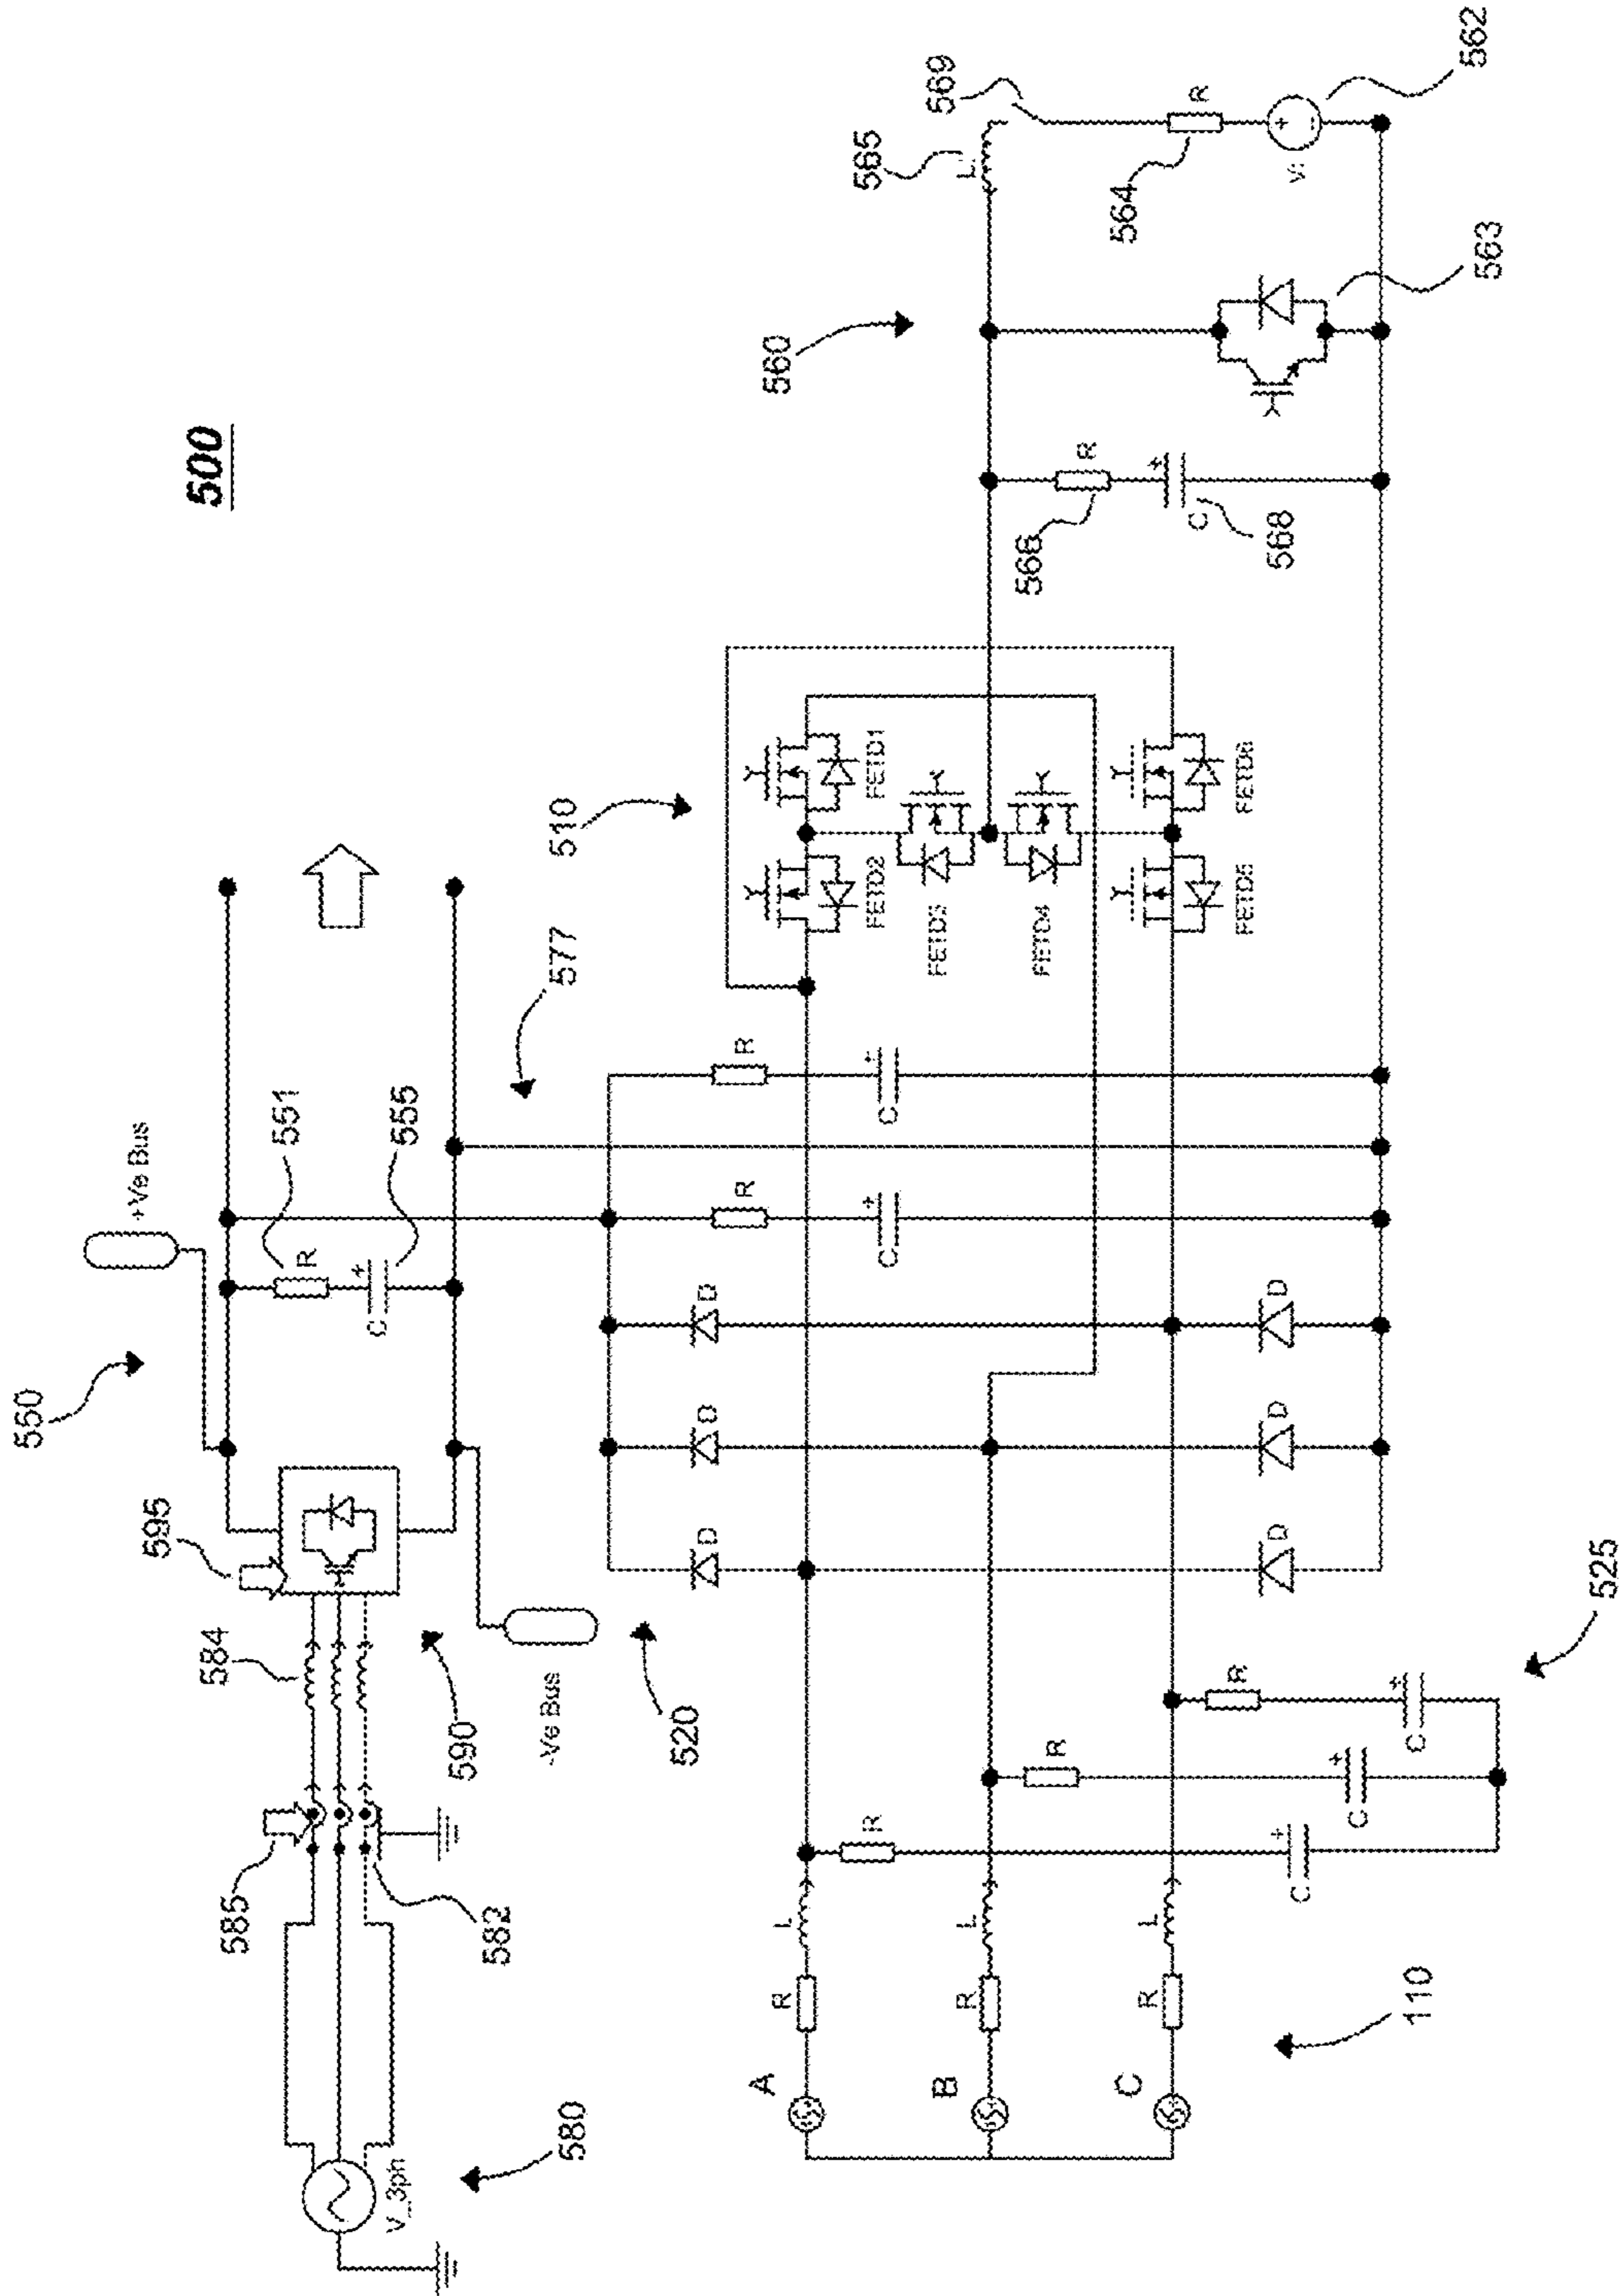 500
550
+Ve Bus
551
R
555
C
595
584
585
582
590
-Ve Bus
520
580
V_3ph
577
510
560
565
L
569
R
564
562
563
R
566
C
568
FETD1
FETD2
FETD3
FETD4
FETD5
FETD6
R
C
R
C
D
D
D
D
D
D
525
R
C
R
C
R
C
A
R
L
B
R
L
C
R
L
110